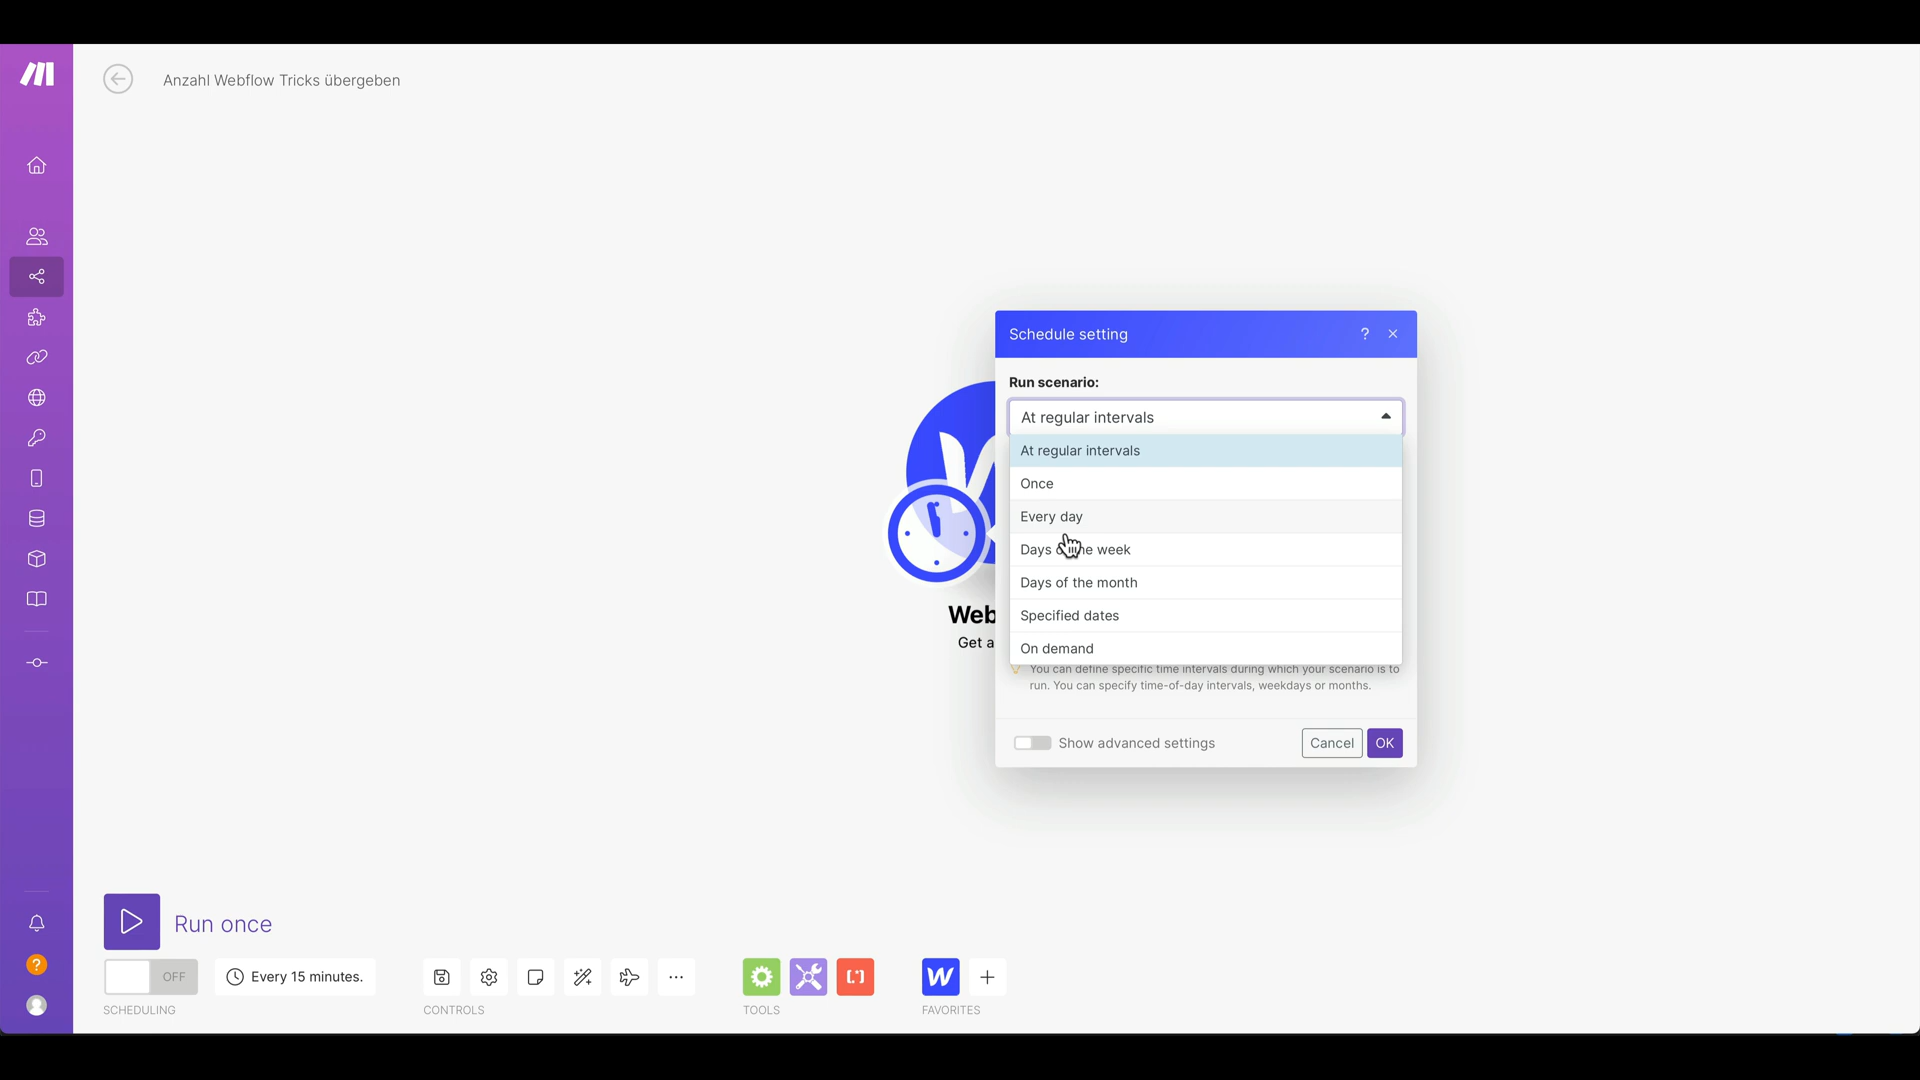 Anzahl Webflow Tricks übergeben
Schedule setting
?
Run scenario:
At regular intervals
At regular intervals
Once
Every day
Days of the week
Days of the month
Specified dates
On demand
You can define specific time intervals during which your scenario is to
run. You can specify time-of-day intervals, weekdays or months.
Show advanced settings
Cancel
OK
Web
Get a
Run once
OFF
Every 15 minutes.
SCHEDULING
CONTROLS
TOOLS
FAVORITES